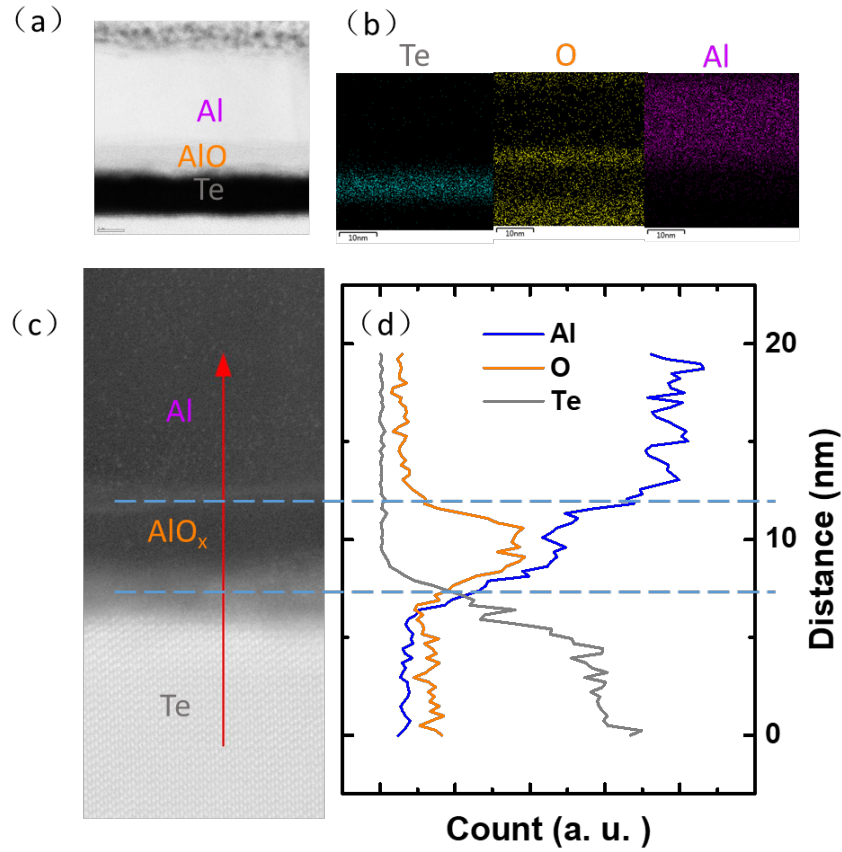 （a）
Al
AlO
Te
（b）
Te
O
Al
10nm
10nm
10nm
（c）
Al
AlOₓ
Te
（d）
Al
O
Te
20
10
0
Distance (nm)
Count (a. u. )